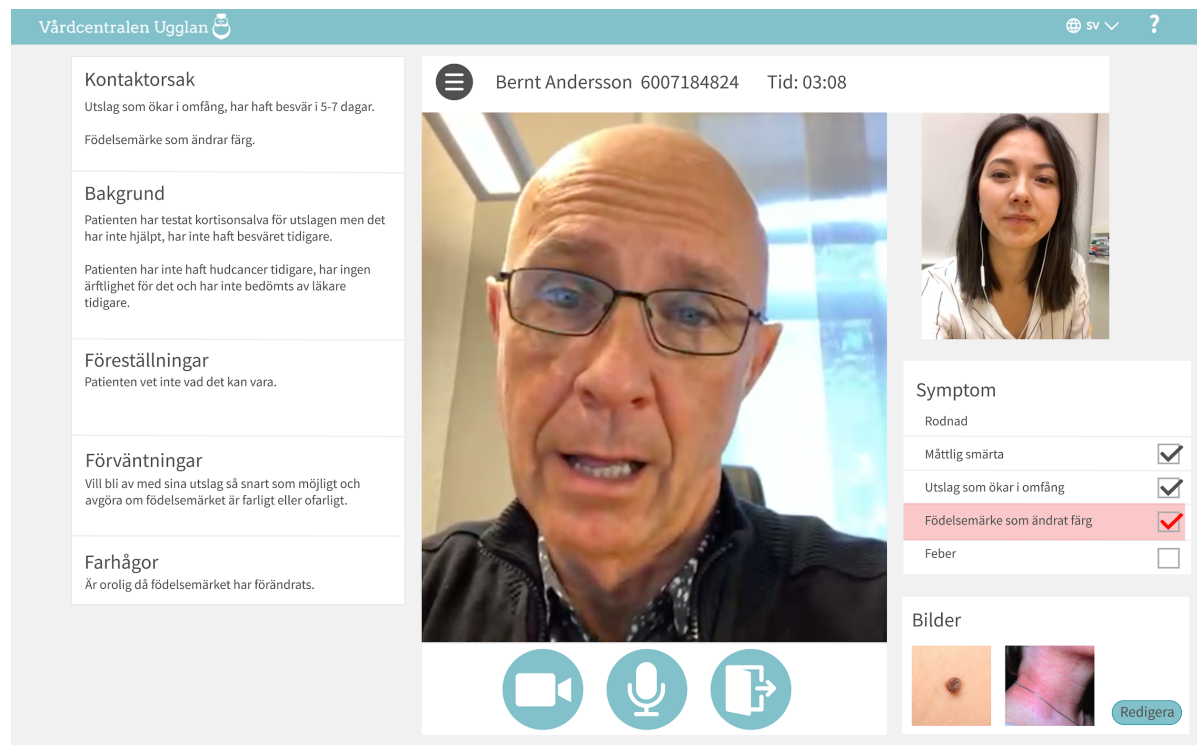 Vårdcentralen Ugglan
SV
?
Kontaktorsak
Utslag som ökar i omfång, har haft besvär i 5-7 dagar.
Födelsemärke som ändrar färg.
Bakgrund
Patienten har testat kortisonsalva för utslagen men det
har inte hjälpt, har inte haft besväret tidigare.
Patienten har inte haft hudcancer tidigare, har ingen
ärftlighet för det och har inte bedömts av läkare
tidigare.
Föreställningar
Patienten vet inte vad det kan vara.
Förväntningar
Vill bli av med sina utslag så snart som möjligt och
avgöra om födelsemärket är farligt eller ofarligt.
Farhågor
Är orolig då födelsemärket har förändrats.
Bernt Andersson 6007184824 Tid: 03:08
Symptom
Rodnad
Måttlig smärta
Utslag som ökar i omfång
Födelsemärke som ändrat färg
Feber
Bilder
Redigera